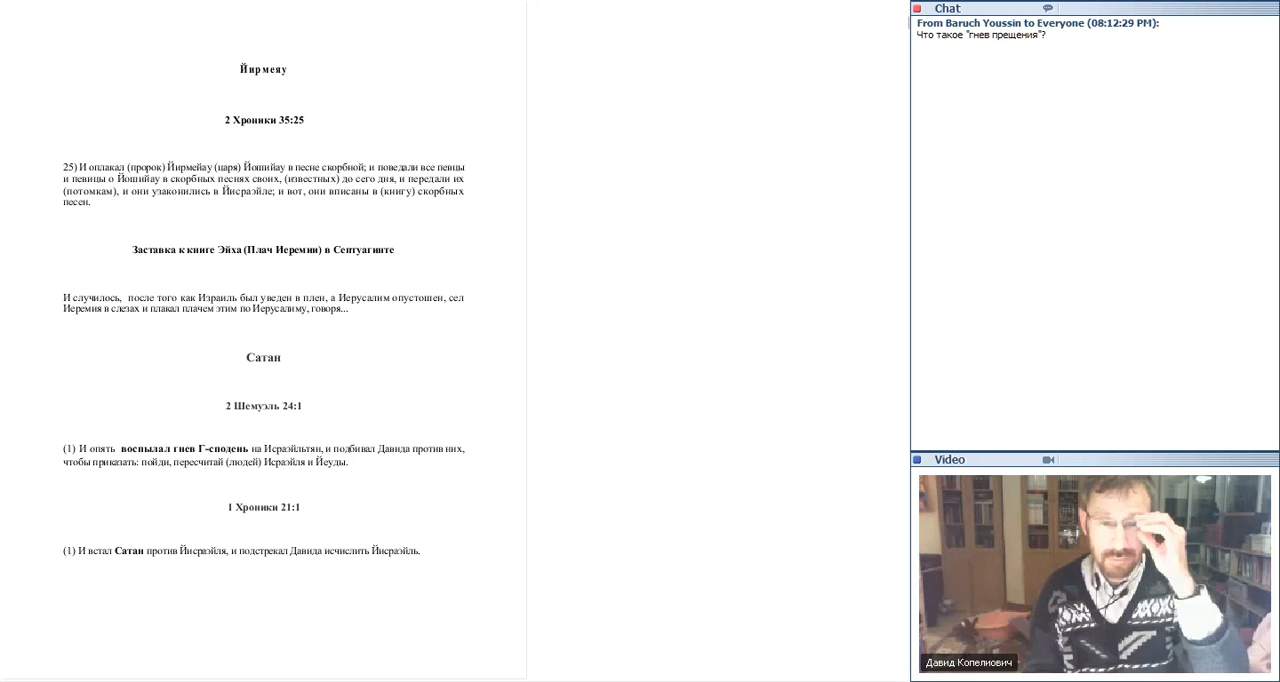 Йирмеяу
2 Хроники 35:25
25) И оплакал (пророк) Йирмейау (царя) Йошийау в песне скорбной; и поведали все певцы
и певицы о Йошийау в скорбных песнях своих, (известных) до сего дня, и передали их
(потомкам), и они узаконились в Йисраэйле; и вот, они вписаны в (книгу) скорбных
песен.
Заставка к книге Эйха (Плач Иеремии) в Септуагинте
И случилось, после того как Израиль был уведен в плен, а Иерусалим опустошен, сел
Иеремия в слезах и плакал плачем этим по Иерусалиму, говоря...
Сатан
2 Шемуэль 24:1
(1) И опять воспылал гнев Г-сподень на Исраэйльтян, и подбивал Давида против них,
чтобы приказать: пойди, пересчитай (людей) Исраэйля и Йеуды.
1 Хроники 21:1
(1) И встал Сатан против Йисраэйля, и подстрекал Давида исчислить Йисраэйль.
Chat
From Baruch Youssin to Everyone (08:12:29 PM):
Что такое "гнев прещения"?
Video
Давид Копелиович